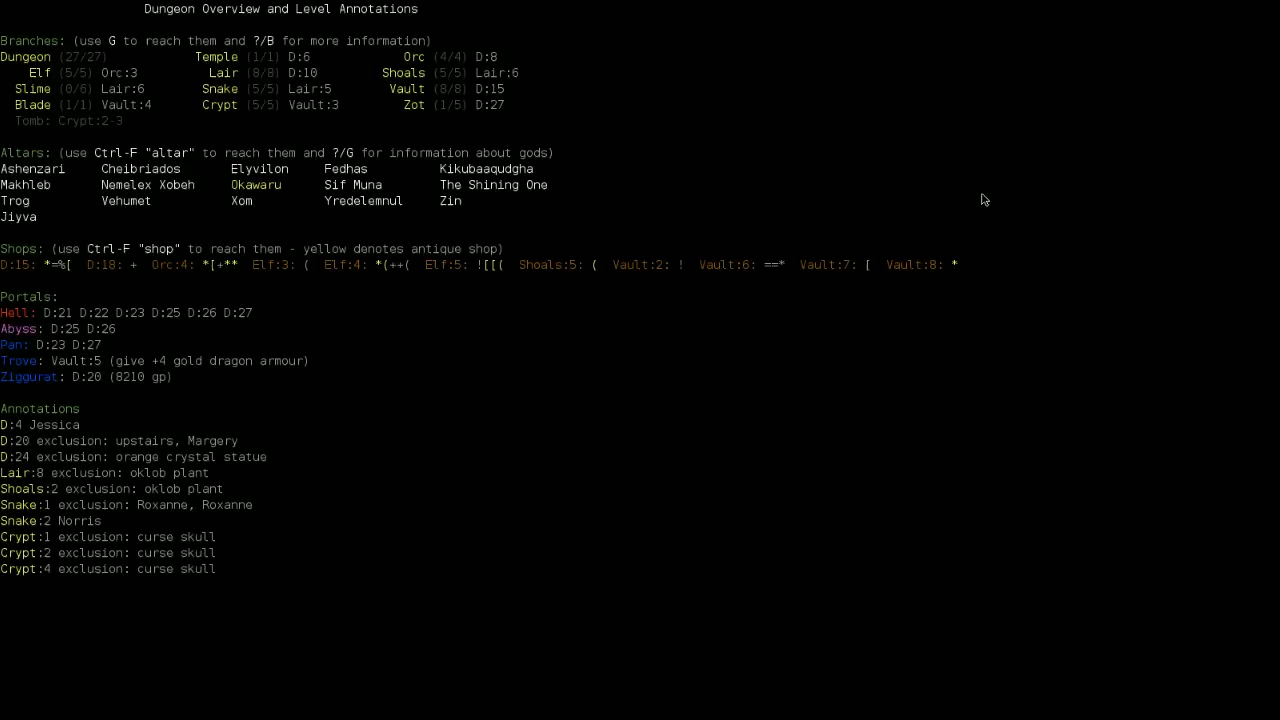 Dungeon Overview and Level Annotations
Branches: (use G to reach them and ?/B for more information)
Dungeon (27/27) Temple (1/1) D:6 Orc (4/4) D:8
Elf (5/5) Orc:3 Lair (8/8) D:10 Shoals (5/5) Lair:6
Slime (0/6) Lair:6 Snake (5/5) Lair:5 Vault (8/8) D:15
Blade (1/1) Vault:4 Crypt (5/5) Vault:3 Zot (1/5) D:27
Tomb: Crypt:2-3
Altars: (use Ctrl-F "altar" to reach them and ?/G for information about gods)
Ashenzari Cheibriados Elyvilon Fedhas Kikubaaqudgha
Makhleb Nemelex Xobeh Okawaru Sif Muna The Shining One
Trog Vehumet Xom Yredelemnul Zin
Jiyva
Shops: (use Ctrl-F "shop" to reach them - yellow denotes antique shop)
D:15: *=%[ D:18: + Orc:4: *[+** Elf:3: ( Elf:4: *(++( Elf:5: ![[( Shoals:5: ( Vault:2: ! Vault:6: ==* Vault:7: [ Vault:8: *
Portals:
Hell: D:21 D:22 D:23 D:25 D:26 D:27
Abyss: D:25 D:26
Pan: D:23 D:27
Trove: Vault:5 (give +4 gold dragon armour)
Ziggurat: D:20 (8210 gp)
Annotations
D:4 Jessica
D:20 exclusion: upstairs, Margery
D:24 exclusion: orange crystal statue
Lair:8 exclusion: oklob plant
Shoals:2 exclusion: oklob plant
Snake:1 exclusion: Roxanne, Roxanne
Snake:2 Norris
Crypt:1 exclusion: curse skull
Crypt:2 exclusion: curse skull
Crypt:4 exclusion: curse skull